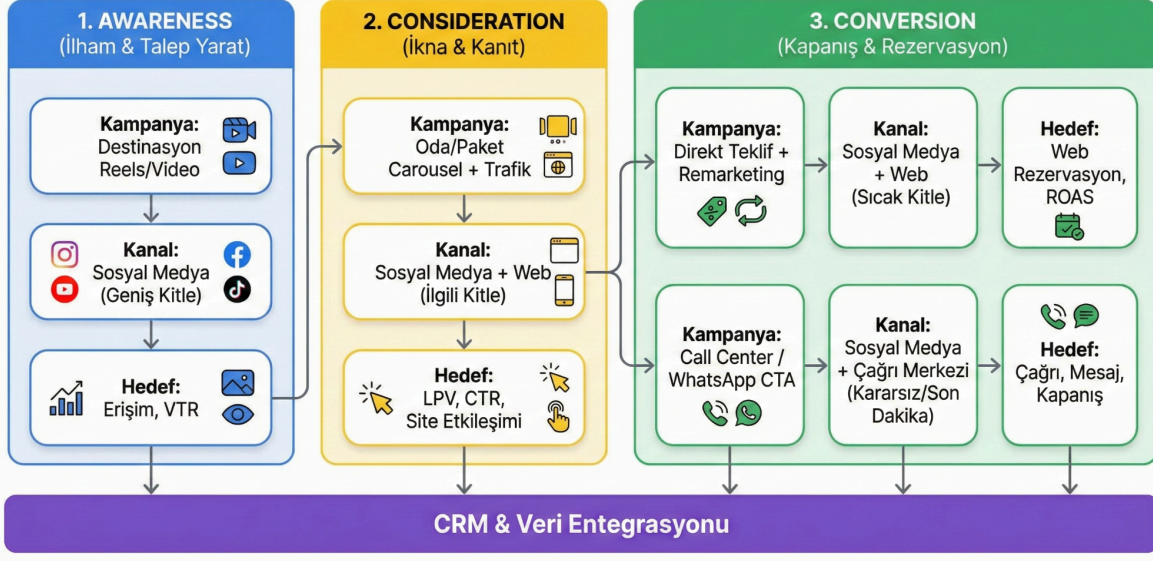 1. AWARENESS
(İlham & Talep Yarat)
Kampanya:
Destinasyon
Reels/Video
Kanal:
Sosyal Medya
(Geniş Kitle)
Hedef:
Erişim, VTR
2. CONSIDERATION
(İkna & Kanıt)
Kampanya:
Oda/Paket
Carousel + Trafik
Kanal:
Sosyal Medya + Web
(İlgili Kitle)
Hedef:
LPV, CTR,
Site Etkileşimi
3. CONVERSION
(Kapanış & Rezervasyon)
Kampanya:
Direkt Teklif +
Remarketing
Kanal:
Sosyal Medya
+ Web
(Sıcak Kitle)
Hedef:
Web
Rezervasyon,
ROAS
Kampanya:
Call Center /
WhatsApp CTA
Kanal:
Sosyal Medya
+ Çağrı Merkezi
(Kararsız/Son
Dakika)
Hedef:
Çağrı, Mesaj,
Kapanış
CRM & Veri Entegrasyonu